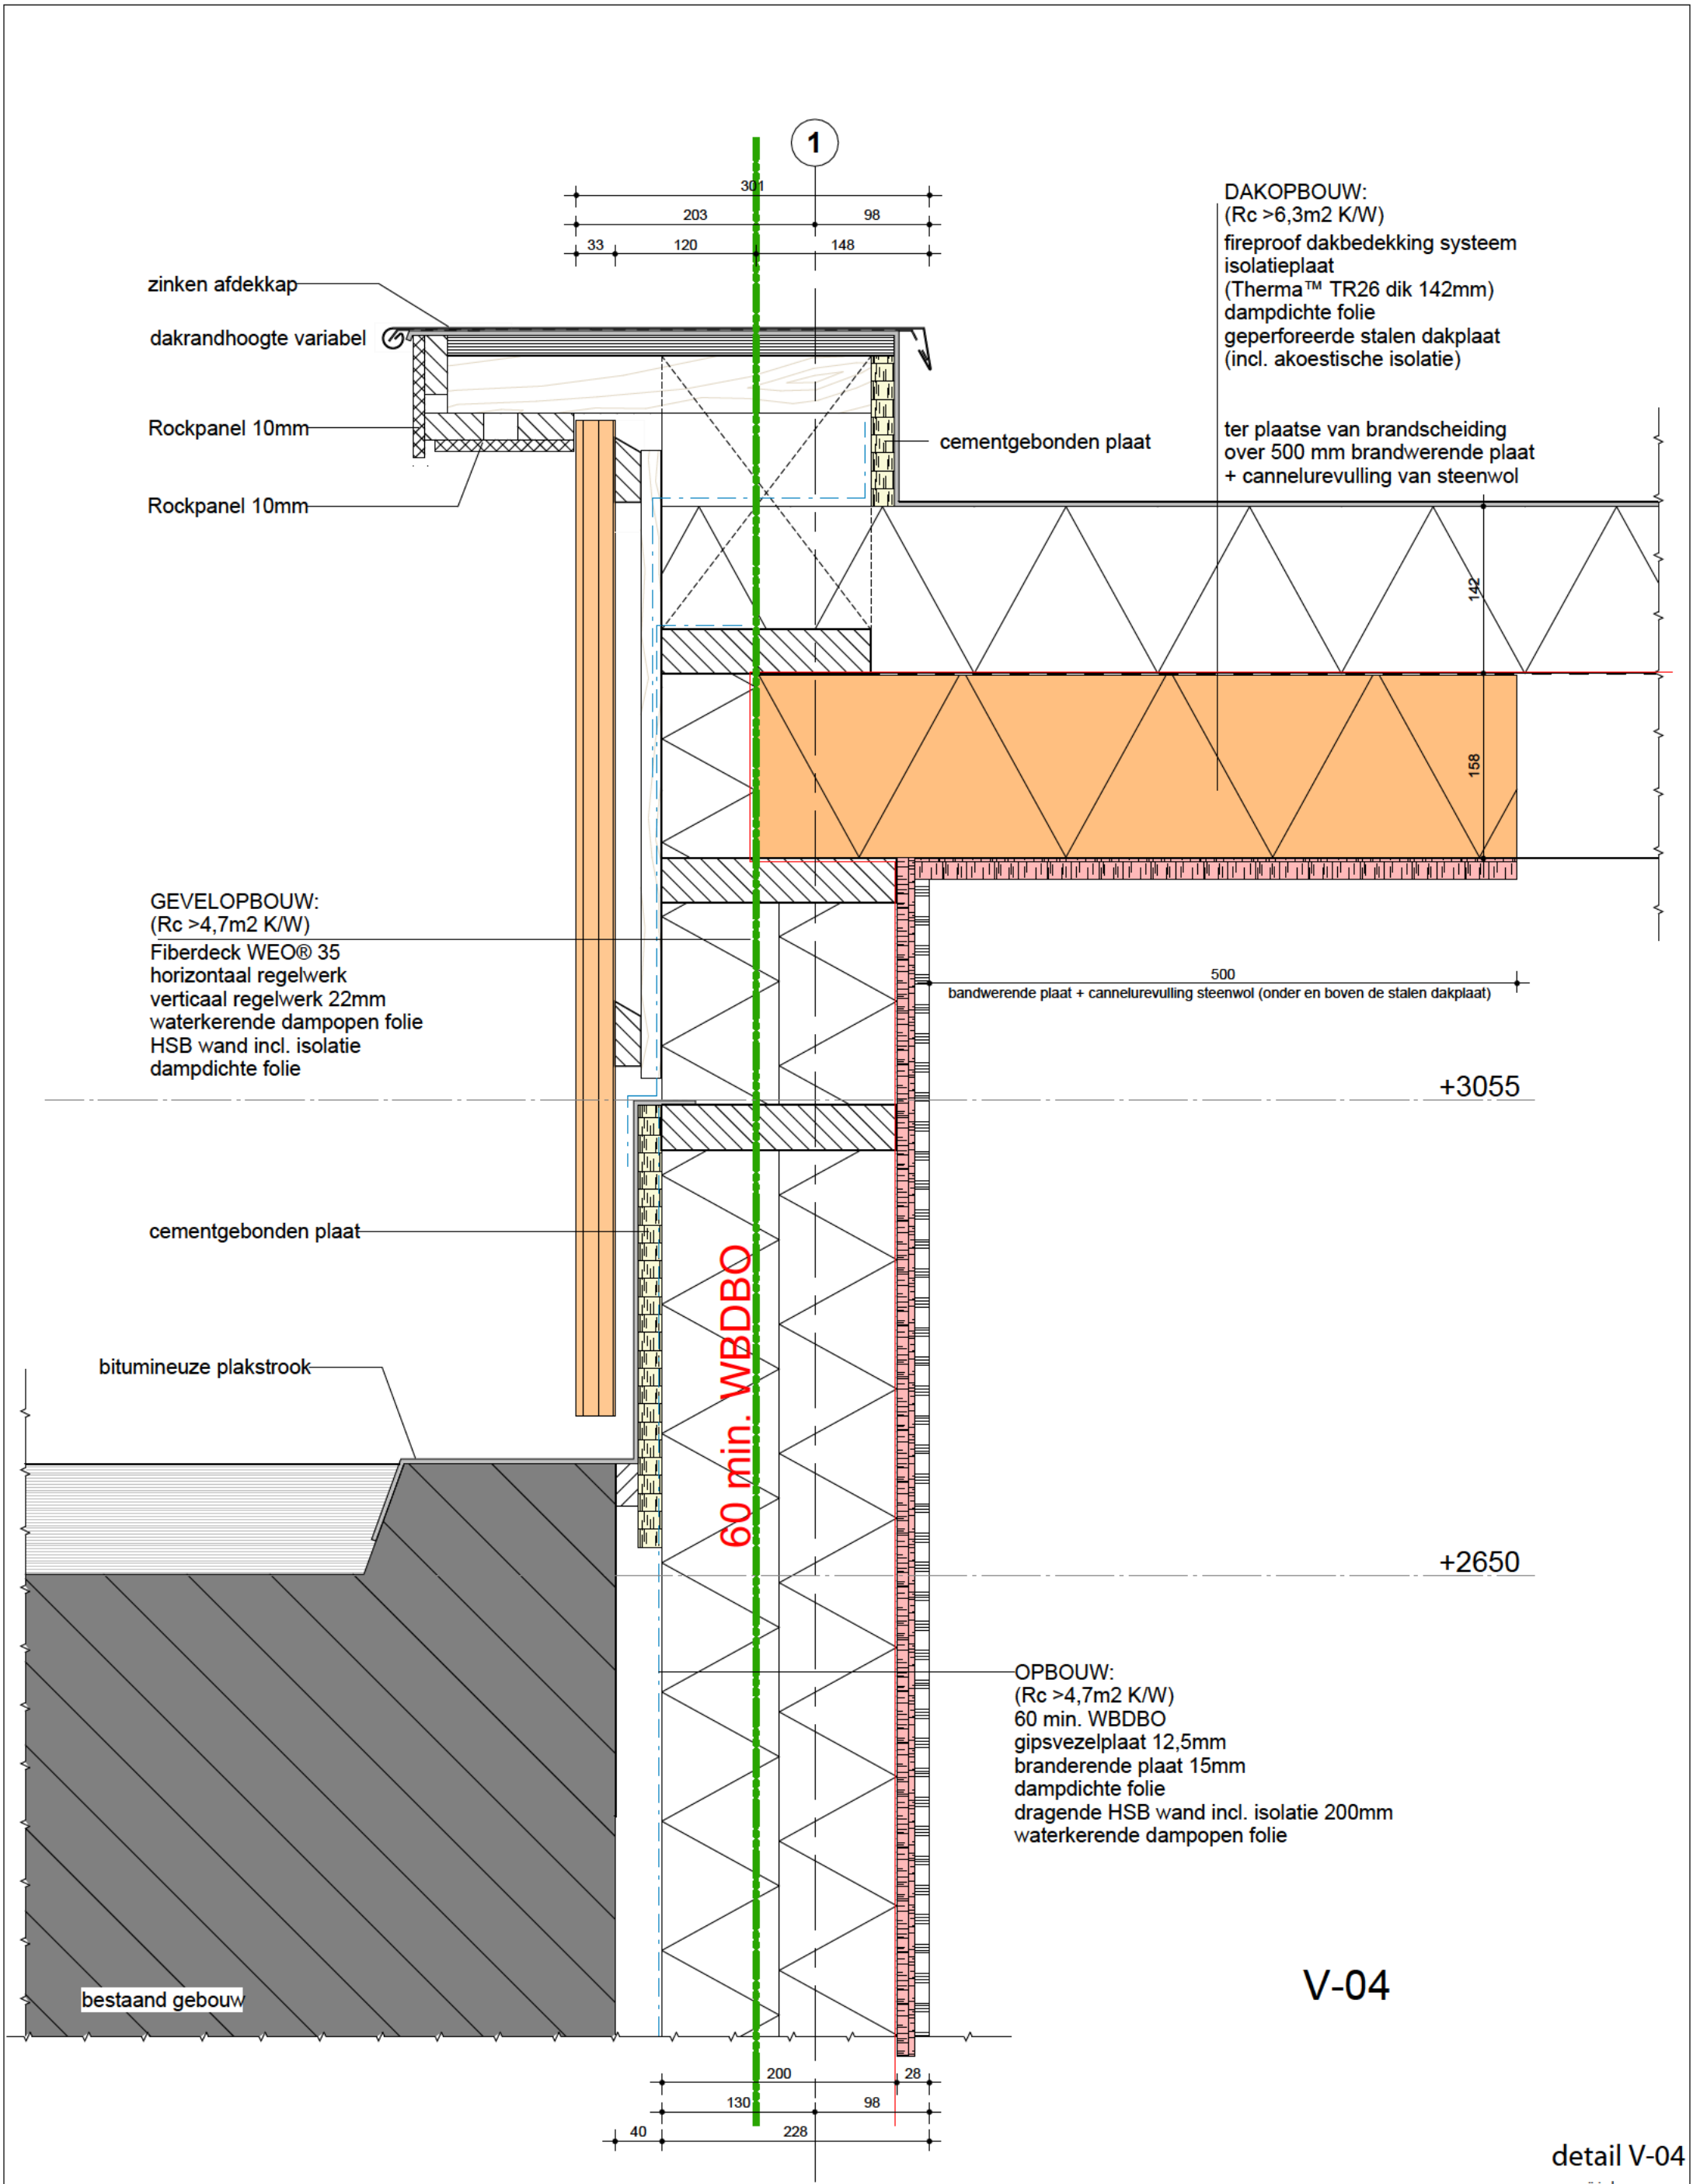 1
301
203 98
33 120 148
DAKOPBOUW:
(Rc >6,3m2 K/W)
fireproof dakbedekking systeem
isolatieplaat
(Therma™ TR26 dik 142mm)
dampdichte folie
geperforeerde stalen dakplaat
(incl. akoestische isolatie)
ter plaatse van brandscheiding
over 500 mm brandwerende plaat
+ cannelurevulling van steenwol
zinken afdekkap
dakrandhoogte variabel
Rockpanel 10mm
Rockpanel 10mm
cementgebonden plaat
142
158
GEVELOPBOUW:
(Rc >4,7m2 K/W)
Fiberdeck WEO® 35
horizontaal regelwerk
verticaal regelwerk 22mm
waterkerende dampopen folie
HSB wand incl. isolatie
dampdichte folie
500
bandwerende plaat + cannelurevulling steenwol (onder en boven de stalen dakplaat)
+3055
cementgebonden plaat
60 min. WBDBO
bitumineuze plakstrook
+2650
OPBOUW:
(Rc >4,7m2 K/W)
60 min. WBDBO
gipsvezelplaat 12,5mm
branderende plaat 15mm
dampdichte folie
dragende HSB wand incl. isolatie 200mm
waterkerende dampopen folie
bestaand gebouw
V-04
200 28
130 98
40 228
detail V-04